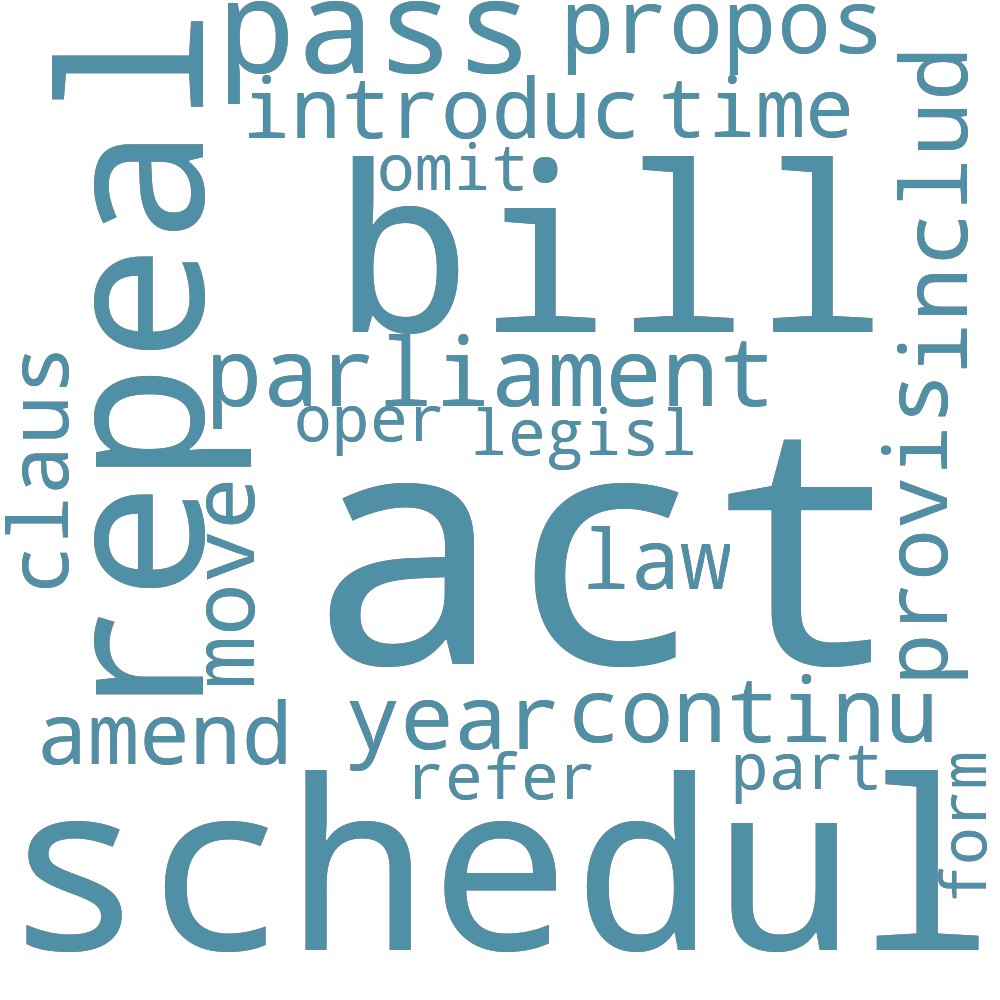 pass
propos
repeal
introduc
time
omit
bill
includ
parliament
oper
legisl
claus
act
provis
move
law
amend
year
continu
refer
part
form
schedul